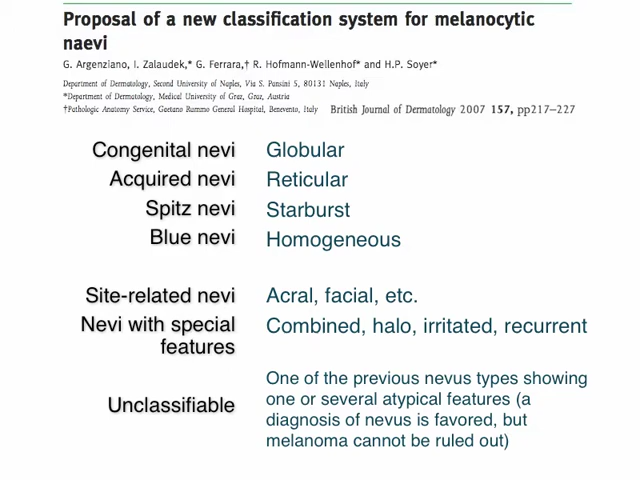 Proposal of a new classification system for melanocytic
naevi
G. Argenziano, I. Zalaudek,* G. Ferrara,† R. Hofmann-Wellenhof* and H.P. Soyer*
Department of Dermatology, Second University of Naples, Via S. Pansini 5, 80131 Naples, Italy
*Department of Dermatology, Medical University of Graz, Graz, Austria
†Pathologic Anatomy Service, Gaetano Rummo General Hospital, Benevento, Italy British Journal of Dermatology 2007 157, pp217–227
Congenital nevi Globular
Acquired nevi Reticular
Spitz nevi Starburst
Blue nevi Homogeneous
Site-related nevi Acral, facial, etc.
Nevi with special Combined, halo, irritated, recurrent
features
One of the previous nevus types showing
Unclassifiable one or several atypical features (a
diagnosis of nevus is favored, but
melanoma cannot be ruled out)